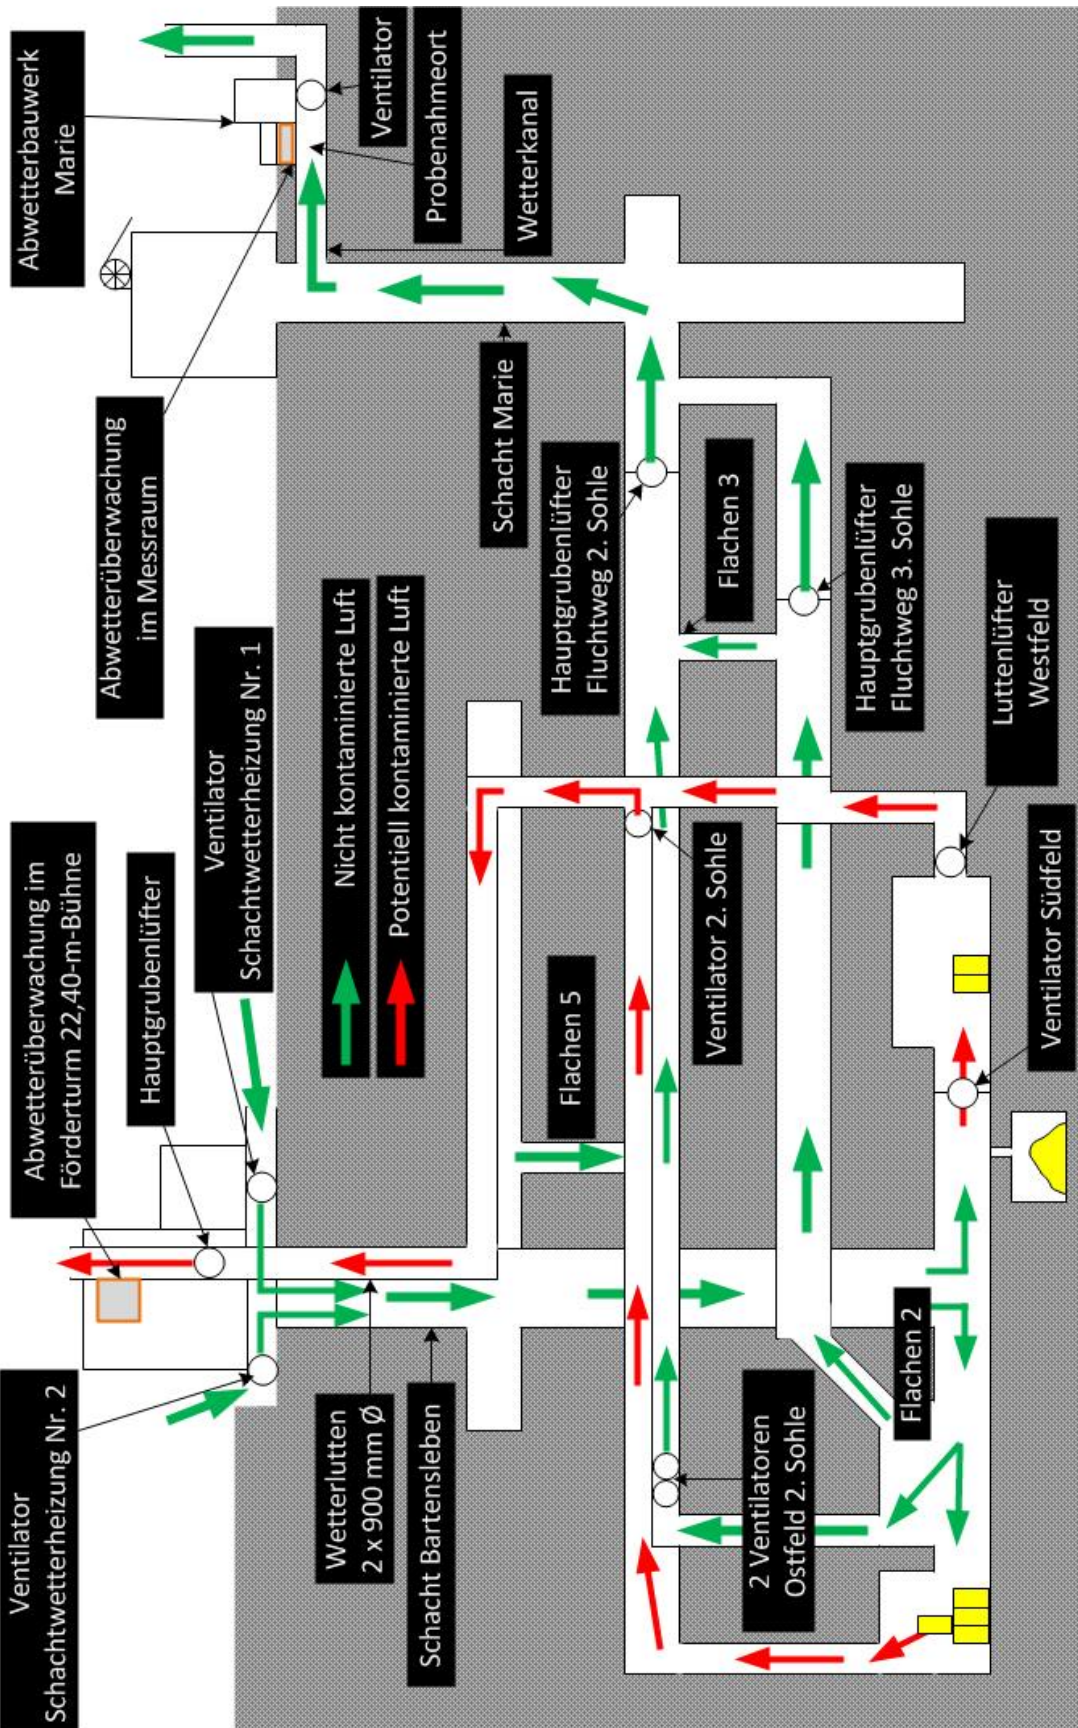 Ventilator
Schachtwetterheizung Nr. 2
Abwetterüberwachung im
Förderturm 22,40-m-Bühne
Hauptgrubenlüfter
Ventilator
Schachtwetterheizung Nr. 1
Abwetterüberwachung
im Messraum
Abwetterbauwerk
Marie
Ventilator
Probenahmeort
Wetterkanal
Schacht Marie
Nicht kontaminierte Luft
Potentiell kontaminierte Luft
Wetterlutten
2 x 900 mm Ø
Schacht Bartensleben
Flachen 5
Hauptgrubenlüfter
Fluchtweg 2. Sohle
Flachen 3
2 Ventilatoren
Ostfeld 2. Sohle
Ventilator 2. Sohle
Hauptgrubenlüfter
Fluchtweg 3. Sohle
Flachen 2
Luttenlüfter
Westfeld
Ventilator Südfeld